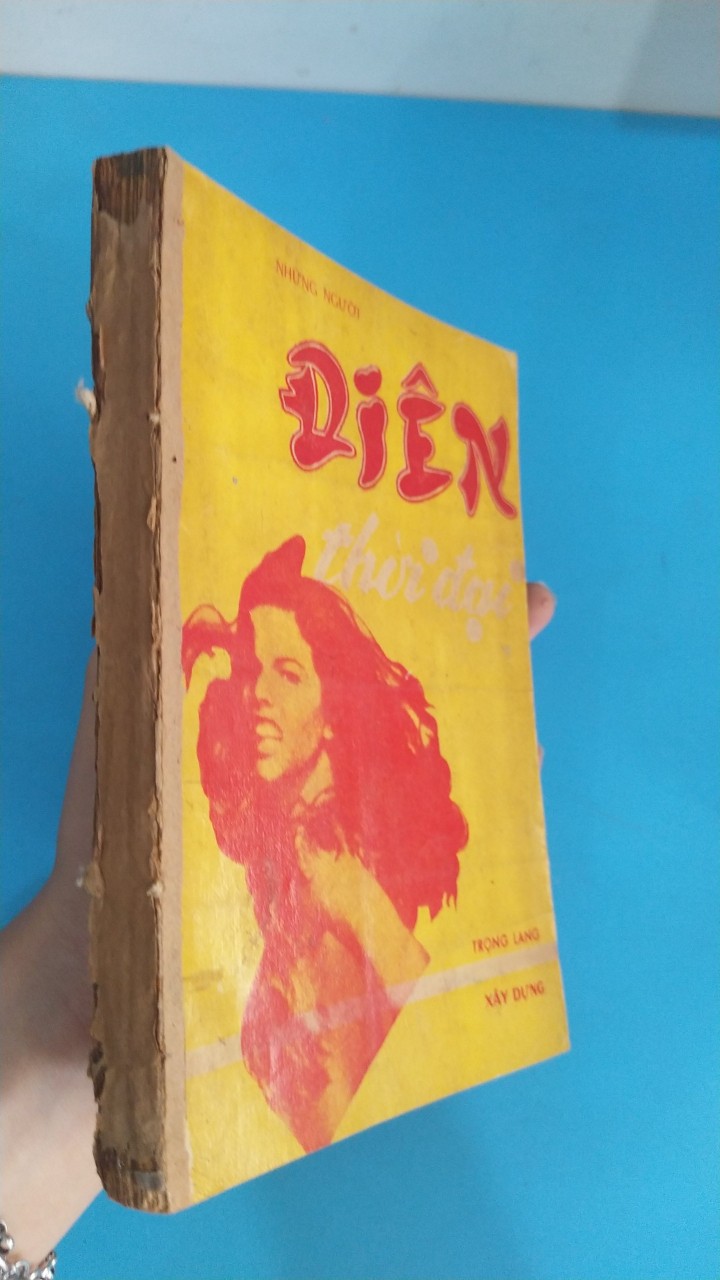 NHỮNG NGƯỜI
ĐIÊN
thời đại
TRỌNG LANG
XÂY DỰNG